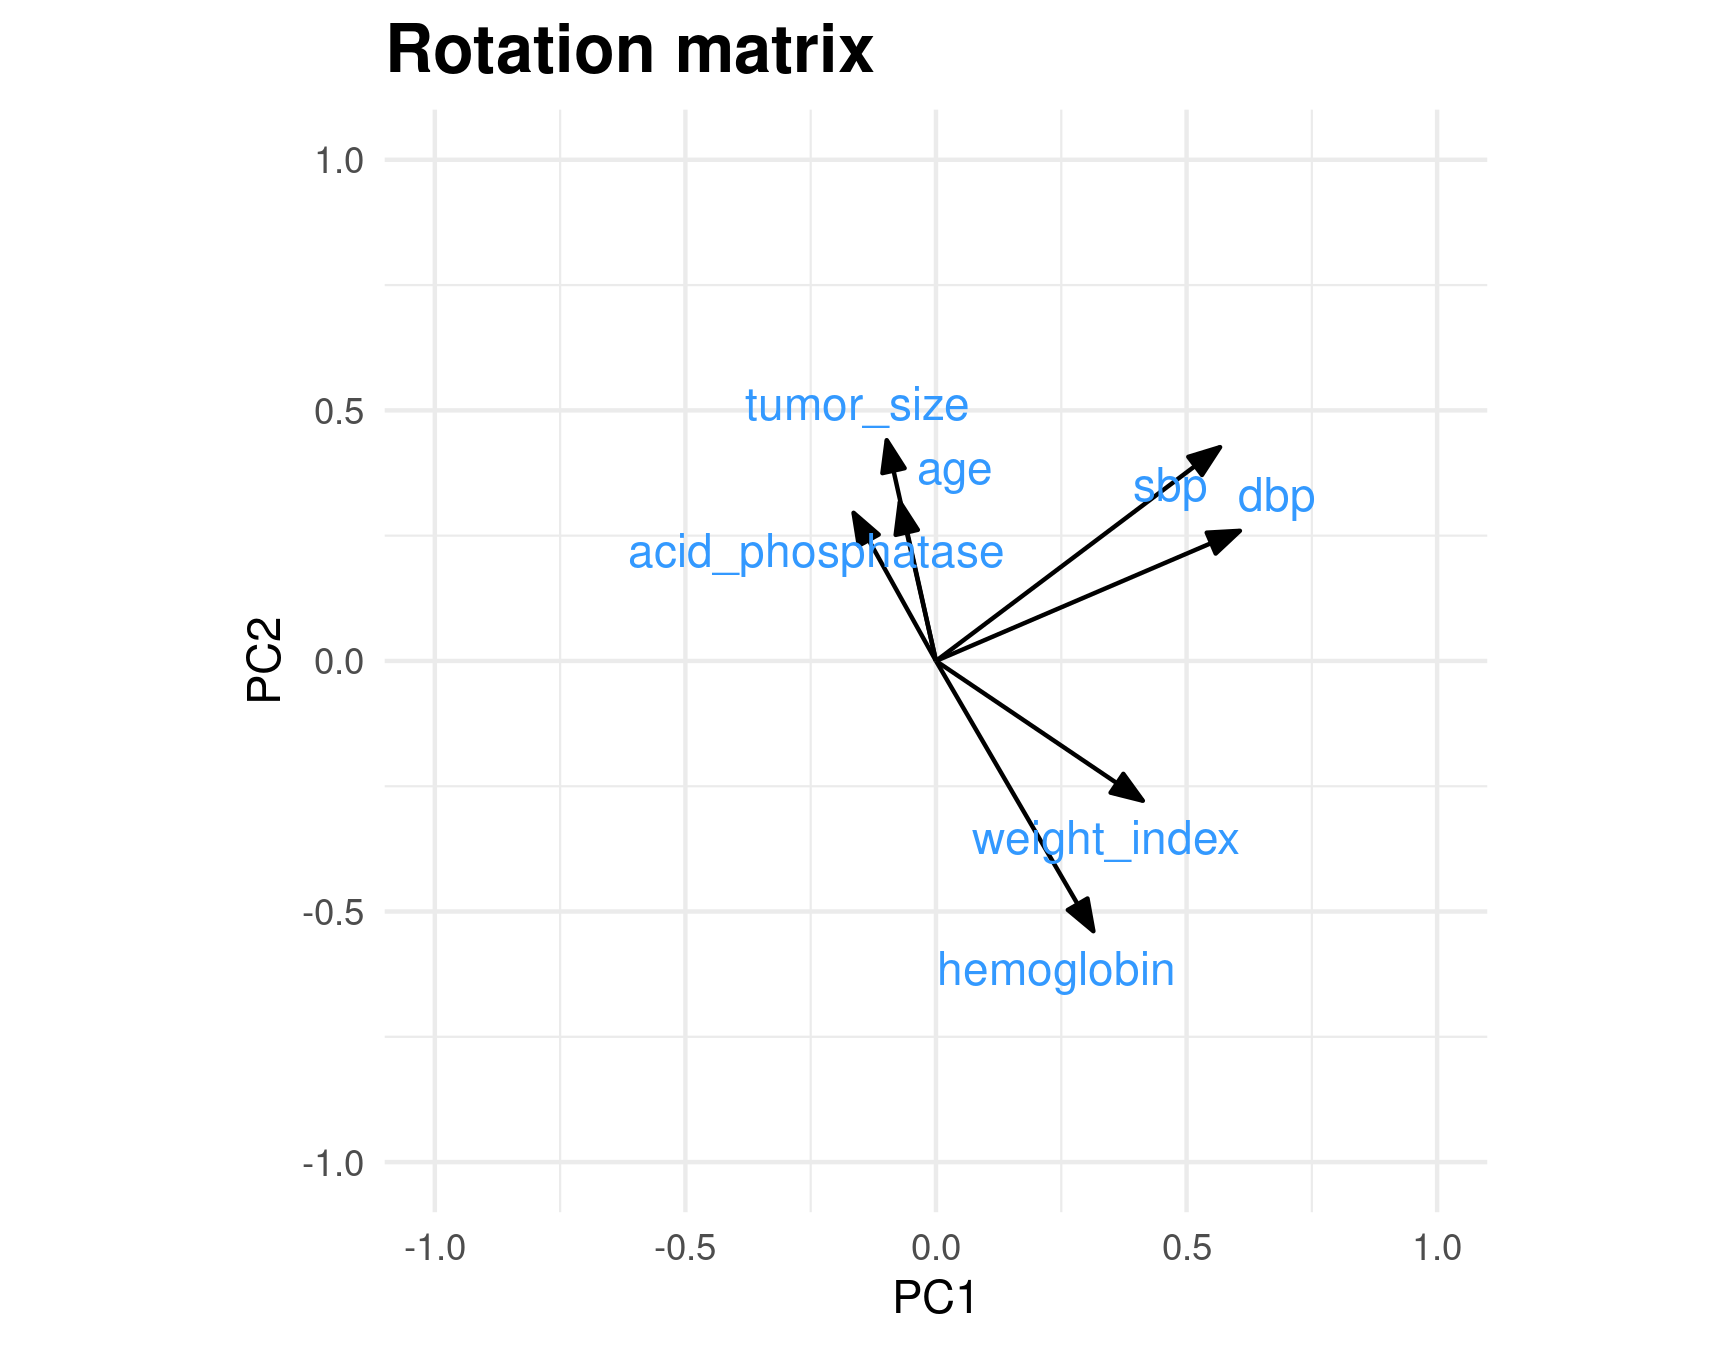 Rotation matrix
1.0
0.5
0.0
-0.5
-1.0
PC2
tumor_size
age
sbp
dbp
acid_phosphatase
weight_index
hemoglobin
-1.0
-0.5
0.0
0.5
1.0
PC1